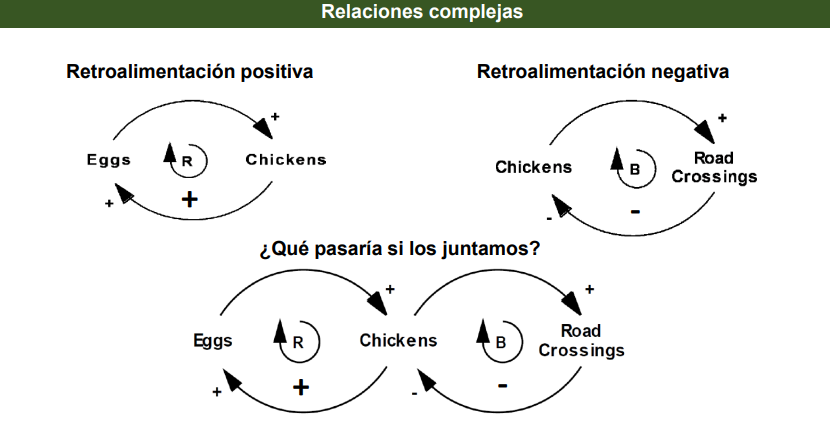 Relaciones complejas
Retroalimentación positiva
+
Eggs
R
Chickens
+
+
Retroalimentación negativa
+
Chickens
B
Road
Crossings
-
-
¿Qué pasaría si los juntamos?
+
+
Eggs
R
Chickens
B
Road
Crossings
+
+
-
-